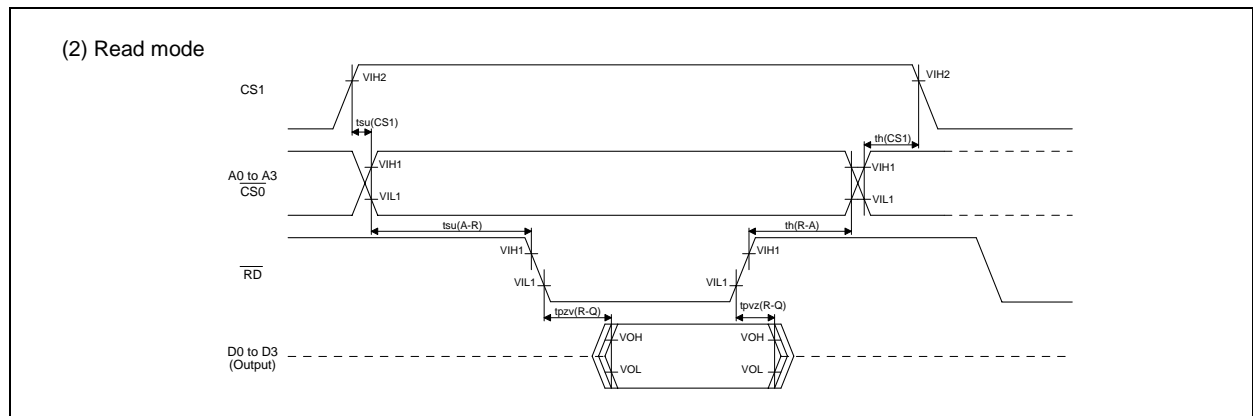 (2) Read mode
CS1
VIH2
VIH2
tsu(CS1)
th(CS1)
A0 to A3
CS0
VIH1
VIL1
VIH1
VIL1
tsu(A-R)
th(R-A)
RD
VIH1
VIL1
VIH1
VIL1
tpzv(R-Q)
tpvz(R-Q)
D0 to D3
(Output)
VOH
VOL
VOH
VOL